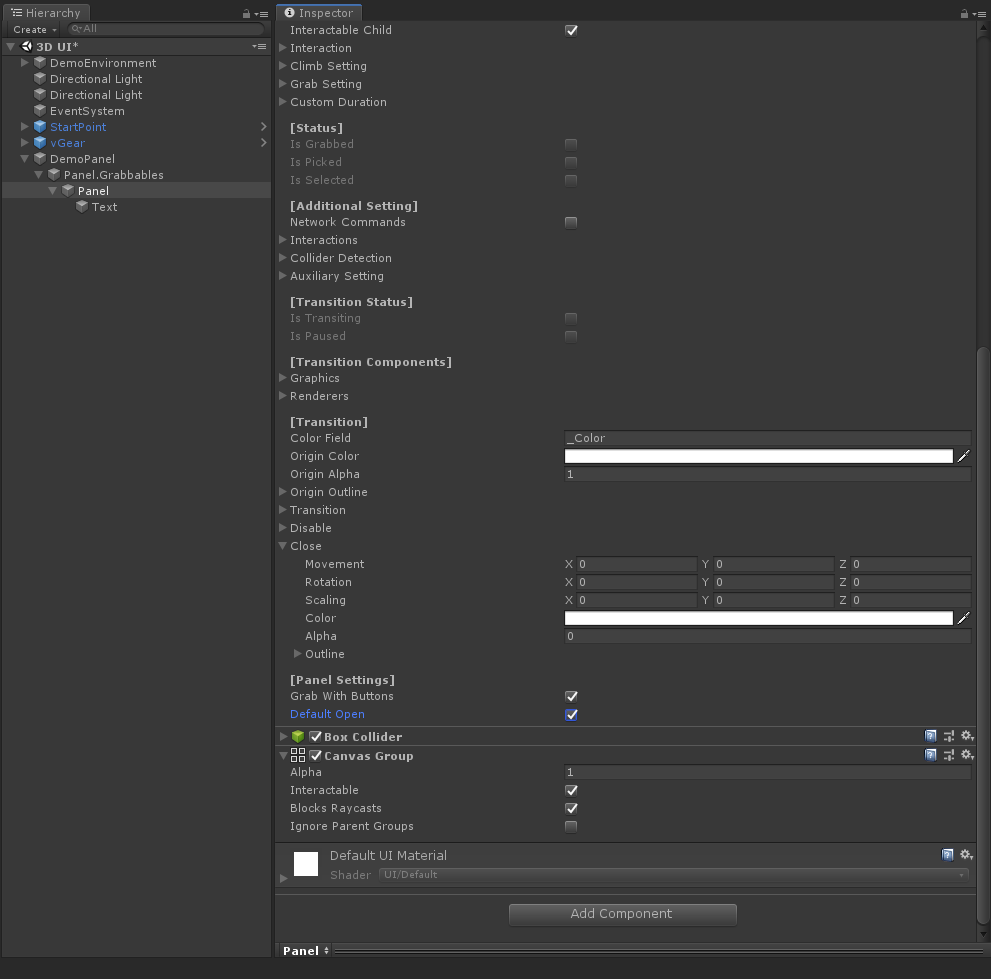 Hierarchy
Create
All
3D UI*
DemoEnvironment
Directional Light
Directional Light
EventSystem
StartPoint
vGear
DemoPanel
Panel.Grabbables
Panel
Text
Inspector
Interactable Child
Interaction
Climb Setting
Grab Setting
Custom Duration
[Status]
Is Grabbed
Is Picked
Is Selected
[Additional Setting]
Network Commands
Interactions
Collider Detection
Auxiliary Setting
[Transition Status]
Is Transiting
Is Paused
[Transition Components]
Graphics
Renderers
[Transition]
Color Field _Color
Origin Color
Origin Alpha 1
Origin Outline
Transition
Disable
Close
Movement X 0 Y 0 Z 0
Rotation X 0 Y 0 Z 0
Scaling X 0 Y 0 Z 0
Color
Alpha 0
Outline
[Panel Settings]
Grab With Buttons
Default Open
Box Collider
Canvas Group
Alpha 1
Interactable
Blocks Raycasts
Ignore Parent Groups
Default UI Material
Shader UI/Default
Add Component
Panel